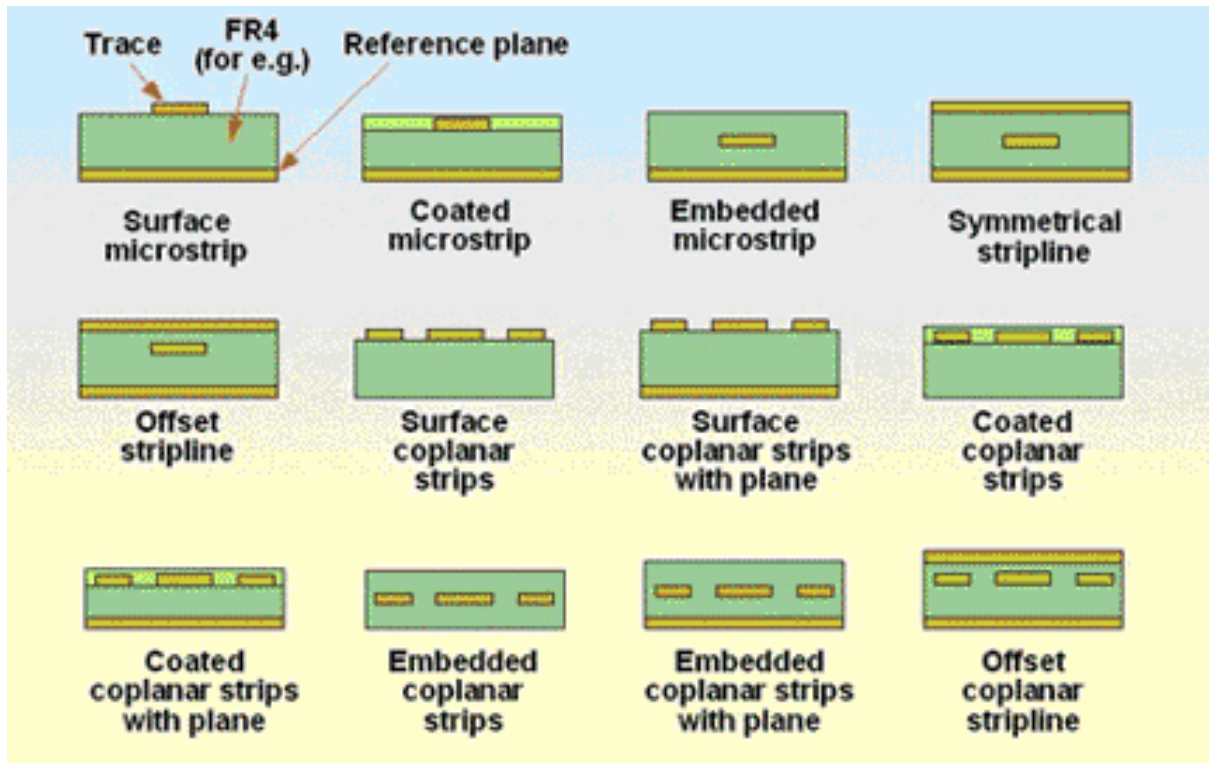 Trace
FR4
(for e.g.)
Reference plane
Surface
microstrip
Coated
microstrip
Embedded
microstrip
Symmetrical
stripline
Offset
stripline
Surface
coplanar
strips
Surface
coplanar strips
with plane
Coated
coplanar
strips
Coated
coplanar strips
with plane
Embedded
coplanar
strips
Embedded
coplanar strips
with plane
Offset
coplanar
stripline